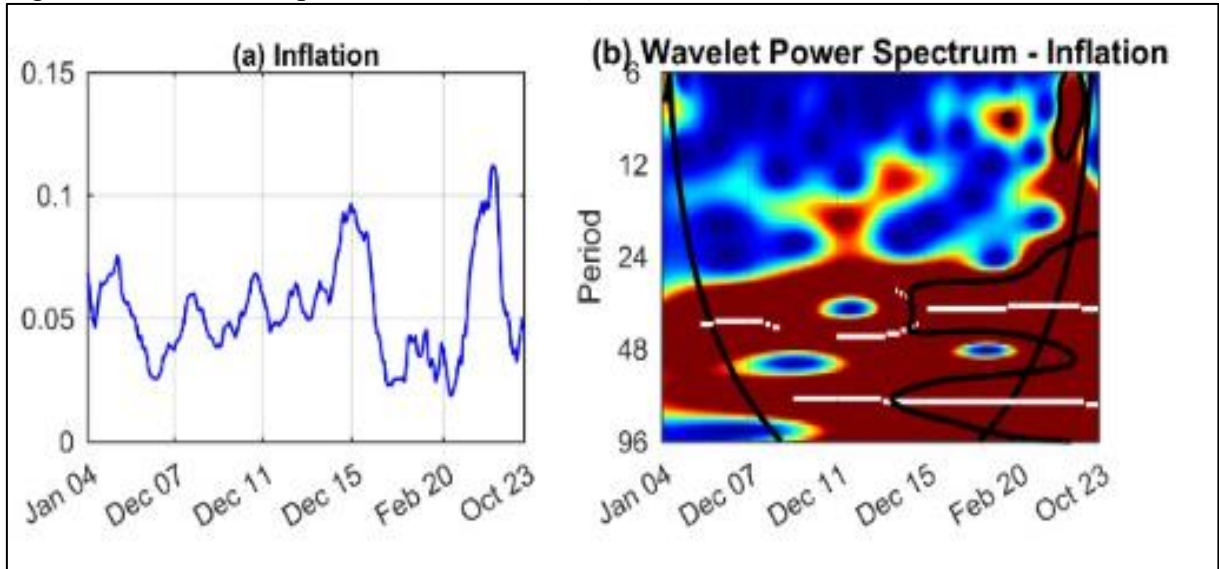 (a) Inflation
0.15
0.1
0.05
0
Jan 04
Dec 07
Dec 11
Dec 15
Feb 20
Oct 23
(b) Wavelet Power Spectrum - Inflation
Period
6
12
24
48
96
Jan 04
Dec 07
Dec 11
Dec 15
Feb 20
Oct 23